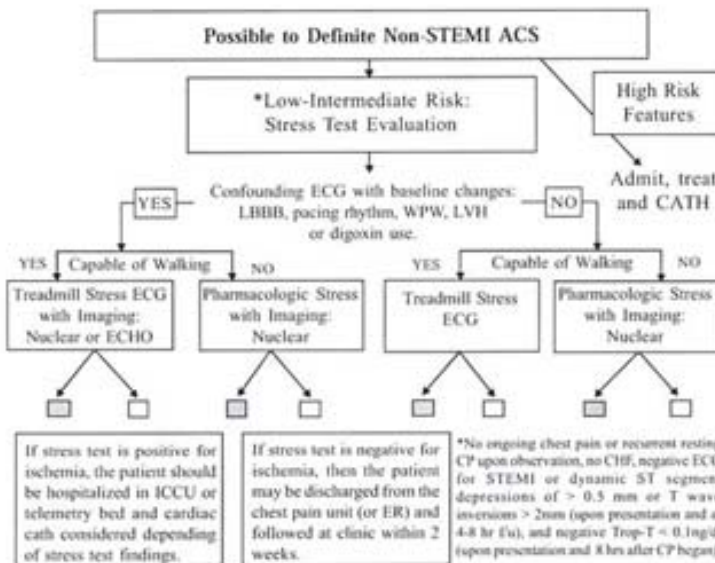 Possible to Definite Non-STEMI ACS
*Low-Intermediate Risk:
Stress Test Evaluation
High Risk
Features
Admit, treat
and CATH
YES
Confounding ECG with baseline changes:
LBBB, pacing rhythm, WPW, LVH
or digoxin use.
NO
YES
Capable of Walking
NO
YES
Capable of Walking
NO
Treadmill Stress ECG
with Imaging:
Nuclear or ECHO
Pharmacologic Stress
with Imaging:
Nuclear
Treadmill Stress
ECG
Pharmacologic Stress
with Imaging:
Nuclear
If stress test is positive for
ischemia, the patient should
be hospitalized in ICCU or
telemetry bed and cardiac
cath considered depending
of stress test findings.
If stress test is negative for
ischemia, then the patient
may be discharged from the
chest pain unit (or ER) and
followed at clinic within 2
weeks.
*No ongoing chest pain or recurrent resting
CP upon observation, no CHF, negative ECG
for STEMI or dynamic ST segment
depressions of > 0.5 mm or T wave
inversions > 2mm (upon presentation and
4-8 hr f/u), and negative Trop-T < 0.1ng/
(upon presentation and 8 hrs after CP began)